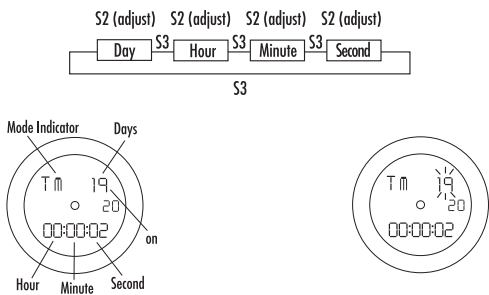 S2 (adjust) S2 (adjust) S2 (adjust) S2 (adjust)
Day S3 Hour S3 Minute S3 Second
S3
Mode Indicator Days
TM 19
20
00:00:02
on
Hour Minute Second
TM 19
20
00:00:02